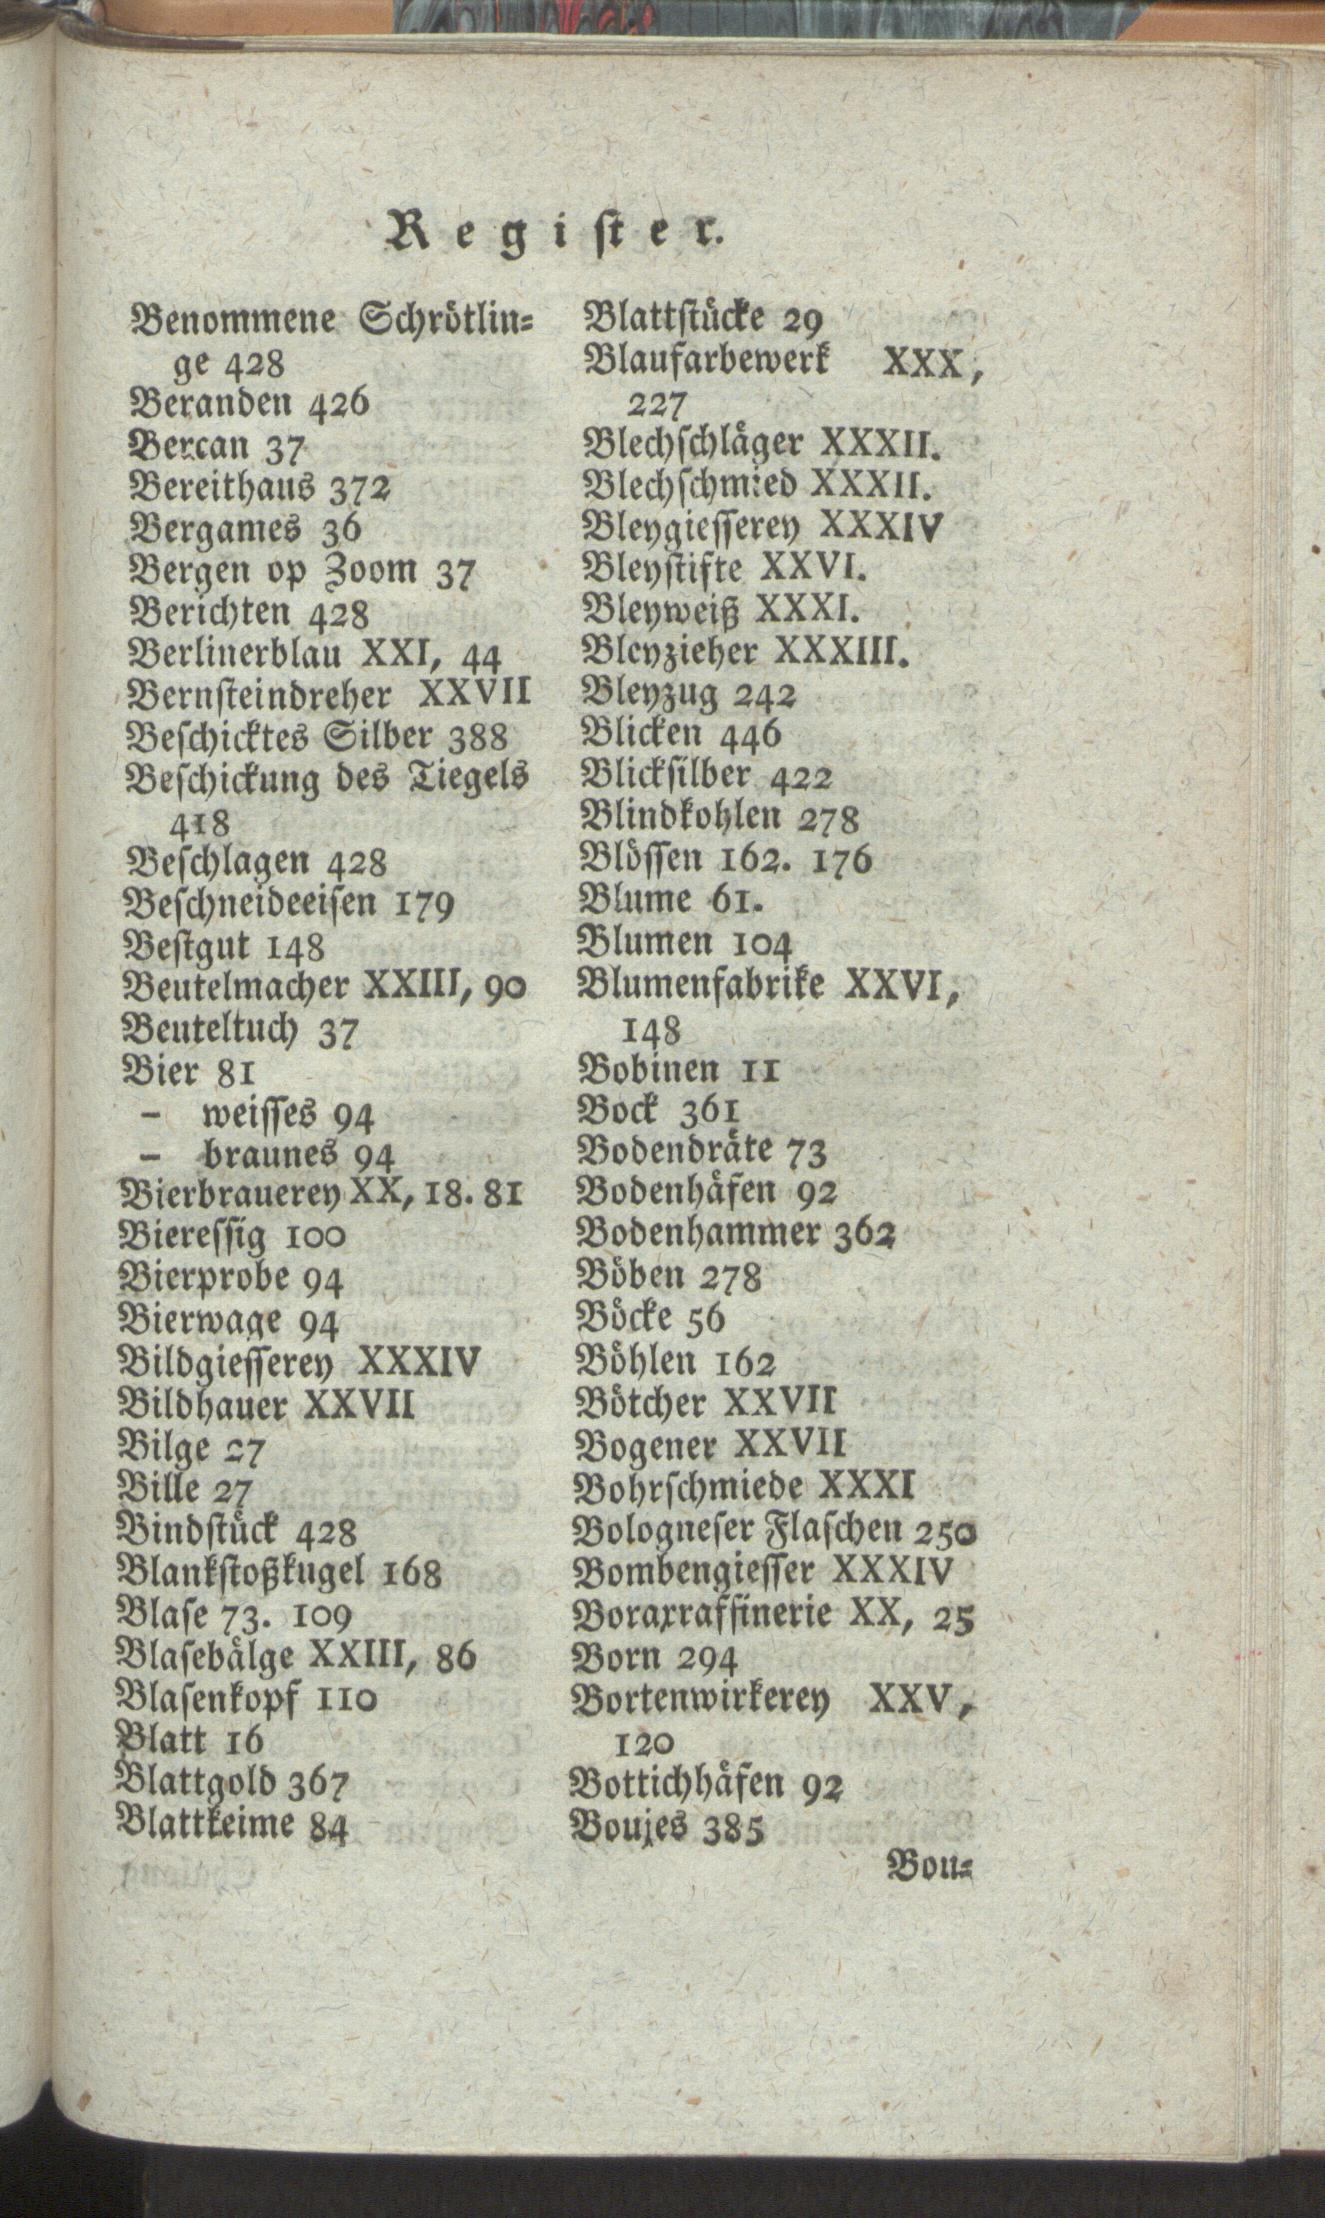 Regiſter.
Benommene Schrötlin=
ge 428
Beranden 426
Bercan 37
Bereithaus 372
Bergames 36
Bergen op Zoom 37
Berichten 428
Berlinerblau XXI, 44
Bernſteindreher XXVII
Beſchicktes Silber 388
Beſchickung des Tiegels
418
Beſchlagen 428
Beſchneideeiſen 179
Beſtgut 148
Beutelmacher XXIII, 90
Beuteltuch 37
Bier 81
– weiſſes 94
– braunes 94
Bierbrauerey XX, 18. 81
Biereſſig 100
Bierprobe 94
Bierwage 94
Bildgieſſerey XXXIV
Bildhauer XXVII
Bilge 27
Bille 27
Bindſtück 428
Blankſtoßkugel 168
Blaſe 73. 109
Blaſebälge XXIII, 86
Blaſenkopf 110
Blatt 16
Blattgold 367
Blattkeime 84
Blattſtücke 29
Blaufarbewerk XXX,
227
Blechſchläger XXXII.
Blechſchmied XXXII.
Bleygieſſerey XXXIV
Bleyſtifte XXVI.
Bleyweiß XXXI.
Bleyzieher XXXIII.
Bleyzug 242
Blicken 446
Blickſilber 422
Blindkohlen 278
Blöſſen 162. 176
Blume 61.
Blumen 104
Blumenfabrike XXVI,
148
Bobinen 11
Bock 361
Bodendräte 73
Bodenhäfen 92
Bodenhammer 362
Böben 278
Böcke 56
Böhlen 162
Bötcher XXVII
Bogener XXVII
Bohrſchmiede XXXI
Bologneſer Flaſchen 250
Bombengieſſer XXXIV
Boraxraffinerie XX, 25
Born 294
Bortenwirkerey XXV,
120
Bottichhäfen 92
Boujes 385
Bou=